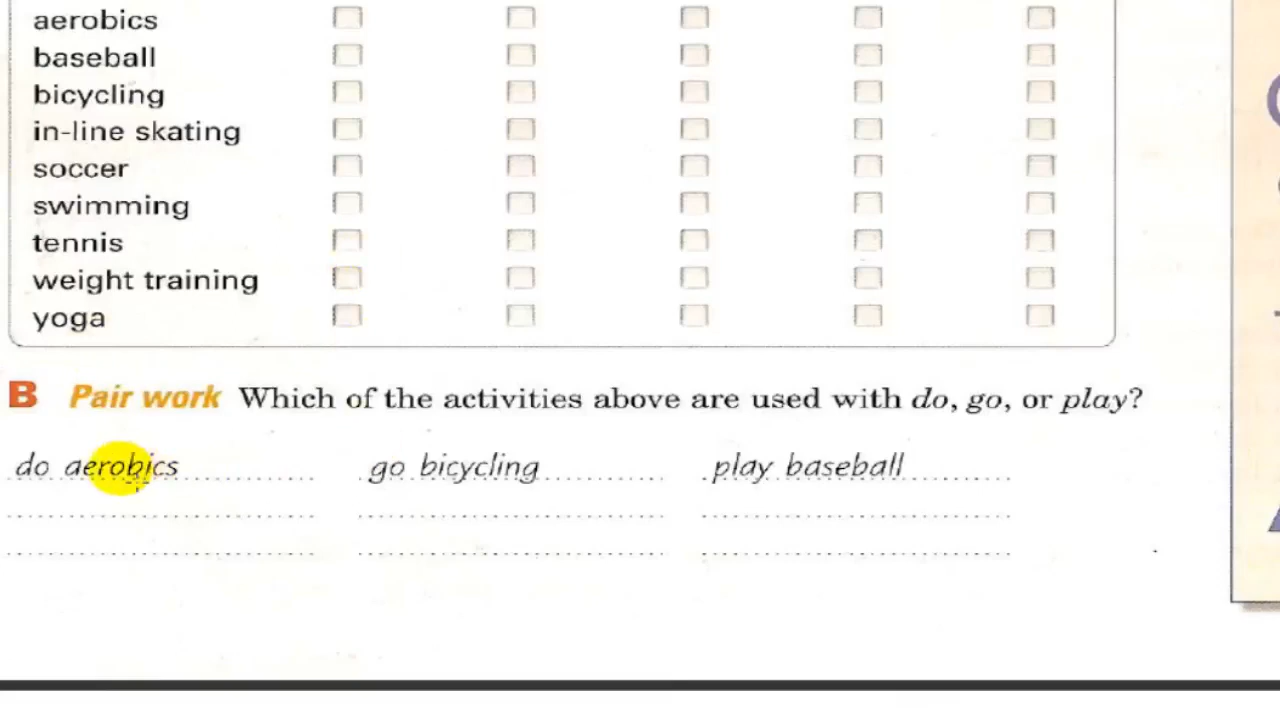 aerobics
baseball
bicycling
in-line skating
soccer
swimming
tennis
weight training
yoga
B Pair work Which of the activities above are used with do, go, or play?
do aerobics go bicycling play baseball